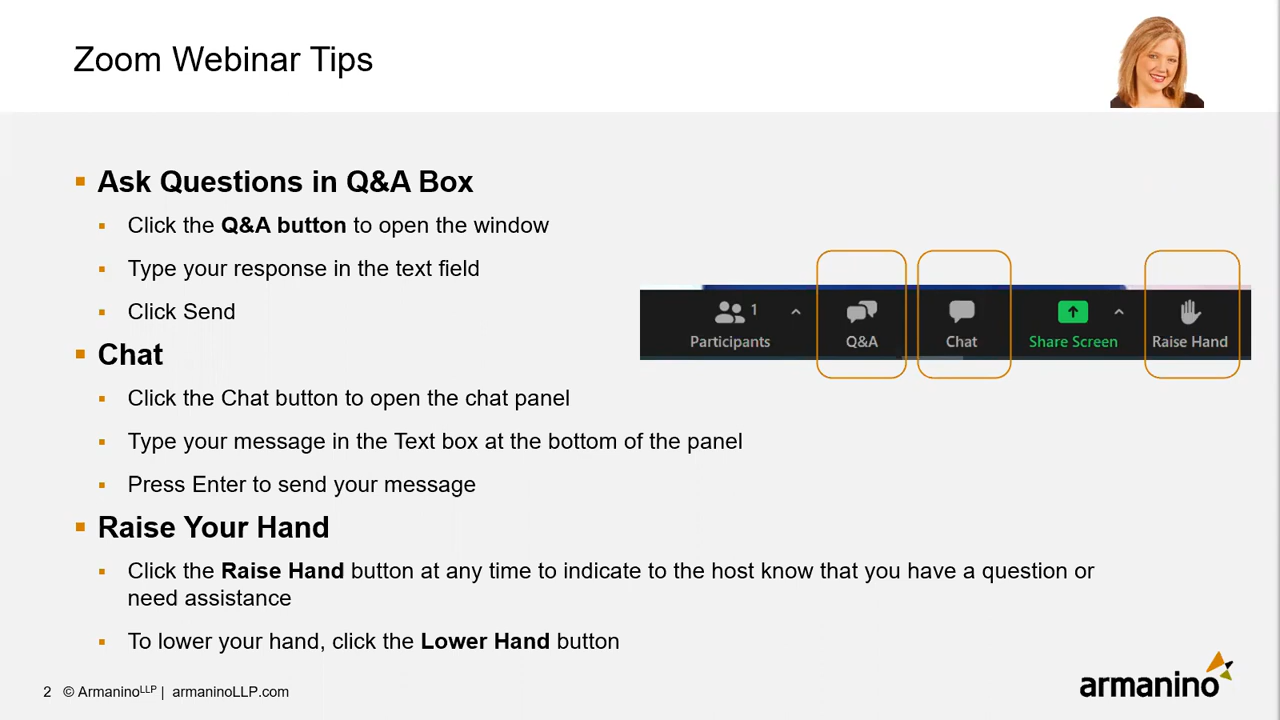 Zoom Webinar Tips
Ask Questions in Q&A Box
Click the Q&A button to open the window
Type your response in the text field
Click Send
1
Participants
Q&A
Chat
Share Screen
Raise Hand
Chat
Click the Chat button to open the chat panel
Type your message in the Text box at the bottom of the panel
Press Enter to send your message
Raise Your Hand
Click the Raise Hand button at any time to indicate to the host know that you have a question or
need assistance
To lower your hand, click the Lower Hand button
2 © ArmaninoLLP | armaninoLLP.com
armanino